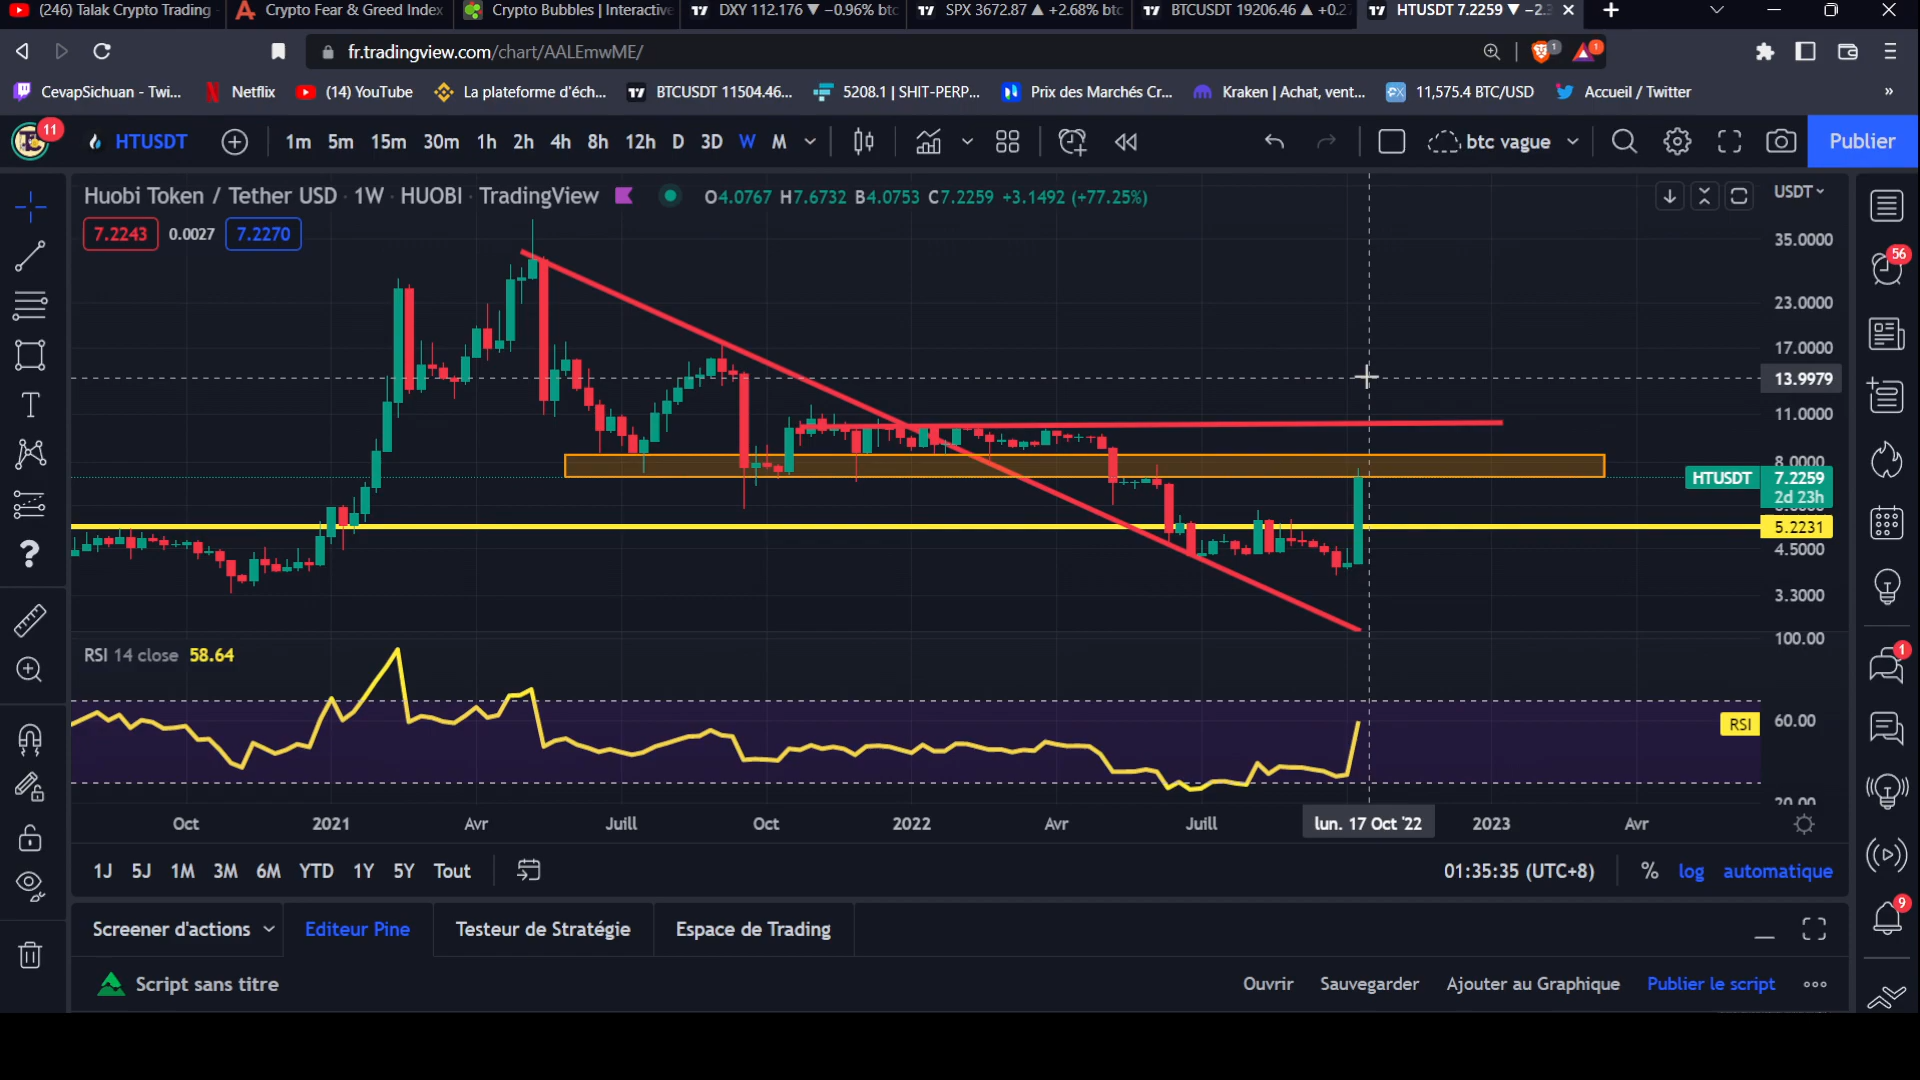 (246) Talak Crypto Trading
Crypto Fear & Greed Index
Crypto Bubbles | Interactive
DXY 112.176 ▼ −0.96% btc
SPX 3672.87 ▲ +2.68% btc
BTCUSDT 19206.46 ▲ +0.2
HTUSDT 7.2259 ▼ −2.
fr.tradingview.com/chart/AALEmwME/
1
1
CevapSichuan - Twi...
Netflix
(14) YouTube
La plateforme d'éch...
BTCUSDT 11504.46...
5208.1 | SHIT-PERP...
Prix des Marchés Cr...
Kraken | Achat, vent...
11,575.4 BTC/USD
Accueil / Twitter
»
11
HTUSDT
1m 5m 15m 30m 1h 2h 4h 8h 12h D 3D W M
btc vague
Publier
Huobi Token / Tether USD · 1W · HUOBI · TradingView
O4.0767 H7.6732 B4.0753 C7.2259 +3.1492 (+77.25%)
USDT
7.2243 0.0027 7.2270
35.0000
56
23.0000
17.0000
13.9979
11.0000
8.0000
HTUSDT 7.2259
2d 23h
5.2231
4.5000
3.3000
100.00
RSI 14 close 58.64
1
RSI 60.00
20.00
Oct 2021 Avr Juill Oct 2022 Avr Juill lun. 17 Oct '22 2023 Avr
1J 5J 1M 3M 6M YTD 1Y 5Y Tout
01:35:35 (UTC+8) % log automatique
9
Screener d'actions Editeur Pine Testeur de Stratégie Espace de Trading
Script sans titre
Ouvrir Sauvegarder Ajouter au Graphique Publier le script